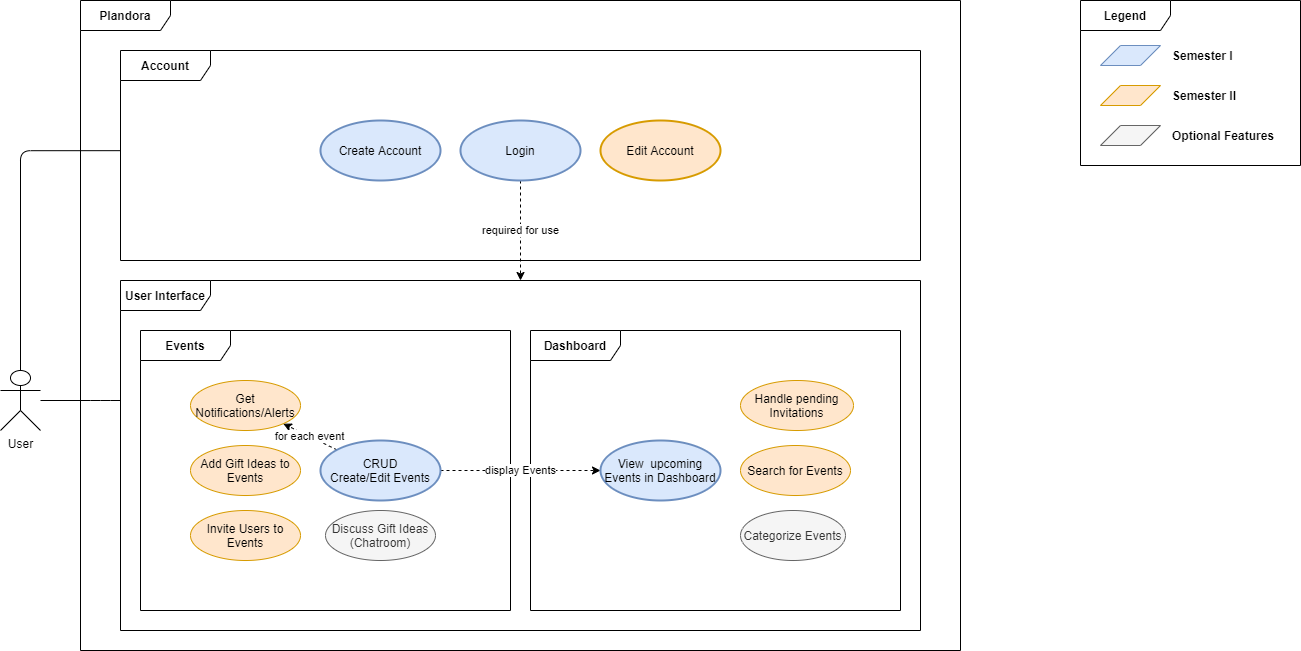 Plandora
Legend
Account
Semester I
Semester II
Optional Features
Create Account
Login
Edit Account
required for use
User Interface
Events
Dashboard
Get
Notifications/Alerts
for each event
Add Gift Ideas to
Events
CRUD
Create/Edit Events
display Events
Invite Users to
Events
Discuss Gift Ideas
(Chatroom)
View  upcoming
Events in Dashboard
Handle pending
Invitations
Search for Events
Categorize Events
User